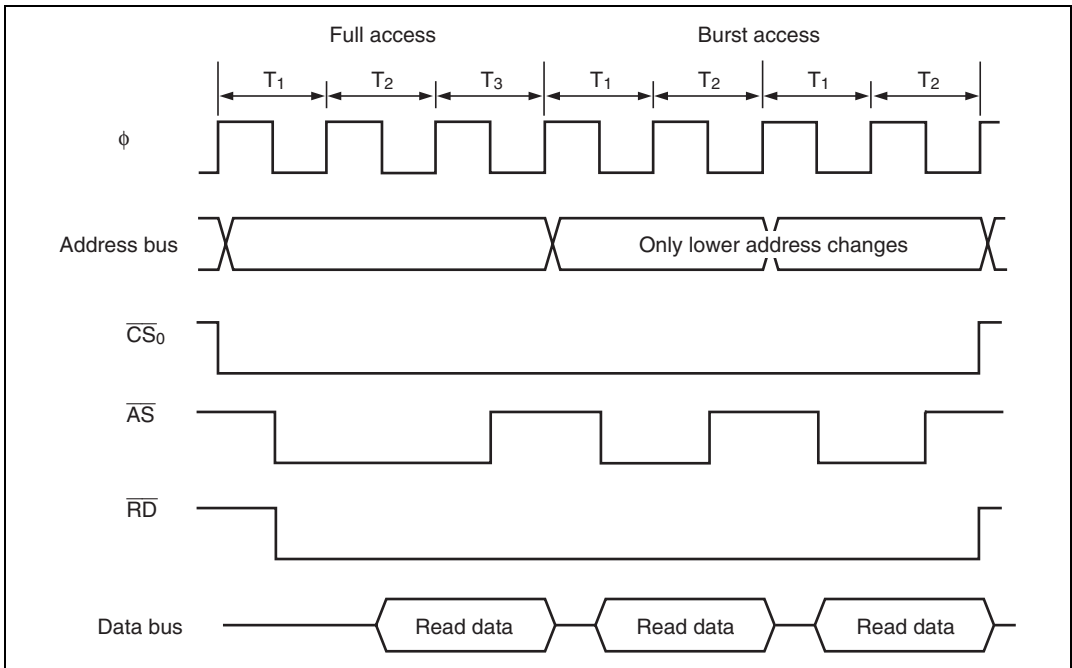 Full access Burst access
T1 T2 T3 T1 T2 T1 T2
ϕ
Address bus Only lower address changes
CS0
AS
RD
Data bus Read data Read data Read data